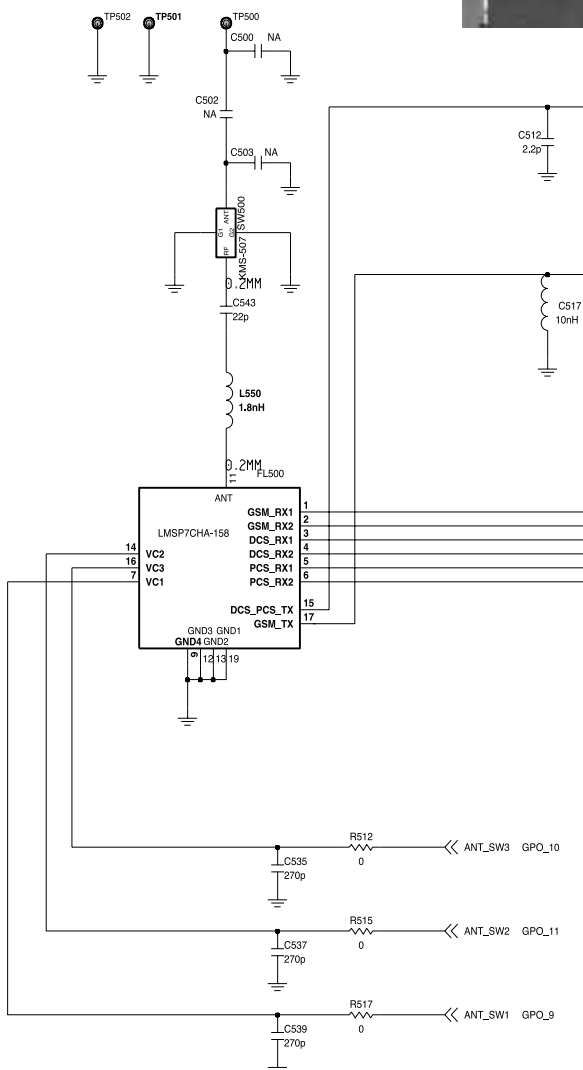 TP502 TP501 TP500
C500 NA
C502
NA
C503 NA
C512
2.2p
G1 ANT G2 RF
SW500
KMS-507
0.2MM
C543
22p
C517
10nH
L550
1.8nH
0.2MM
11
FL500
ANT
LMSP7CHA-158
GSM_RX1 1
GSM_RX2 2
DCS_RX1 3
14 VC2 DCS_RX2 4
16 VC3 PCS_RX1 5
7 VC1 PCS_RX2 6
DCS_PCS_TX 15
GSM_TX 17
GND3 GND1
GND4 GND2
9 12 13 19
R512
ANT_SW3 GPO_10
0
C535
270p
R515
ANT_SW2 GPO_11
0
C537
270p
R517
ANT_SW1 GPO_9
0
C539
270p